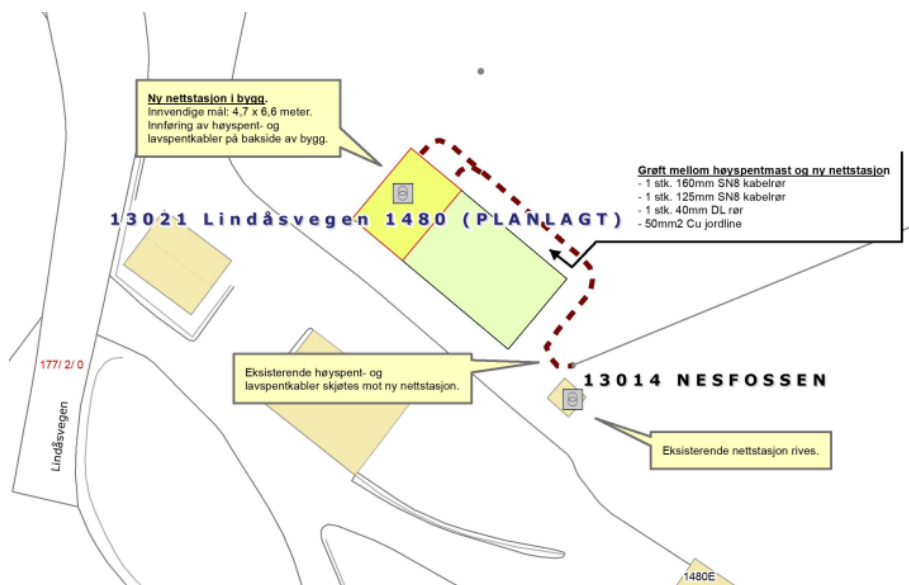 Ny nettstasjon i bygg.
Innvendige mål: 4,7 x 6,6 meter.
Innføring av høyspent- og
lavspentkabler på bakside av bygg.
Grøft mellom høyspentmast og ny nettstasjon
- 1 stk. 160mm SN8 kabelrør
- 1 stk. 125mm SN8 kabelrør
- 1 stk. 40mm DL rør
- 50mm2 Cu jordline
13021 Lindåsvegen 1480 (PLANLAGT)
177/ 2/ 0
Lindåsvegen
Eksisterende høyspent- og
lavspentkabler skjøtes mot ny nettstasjon.
13014 NESFOSSEN
Eksisterende nettstasjon rives.
1480E